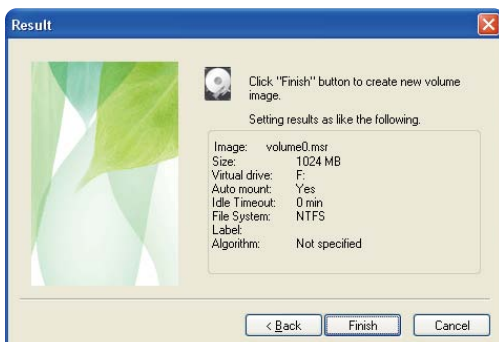 Result
Click "Finish" button to create new volume
image.
Setting results as like the following.
Image: volume0.msr
Size: 1024 MB
Virtual drive: F:
Auto mount: Yes
Idle Timeout: 0 min
File System: NTFS
Label:
Algorithm: Not specified
< Back Finish Cancel